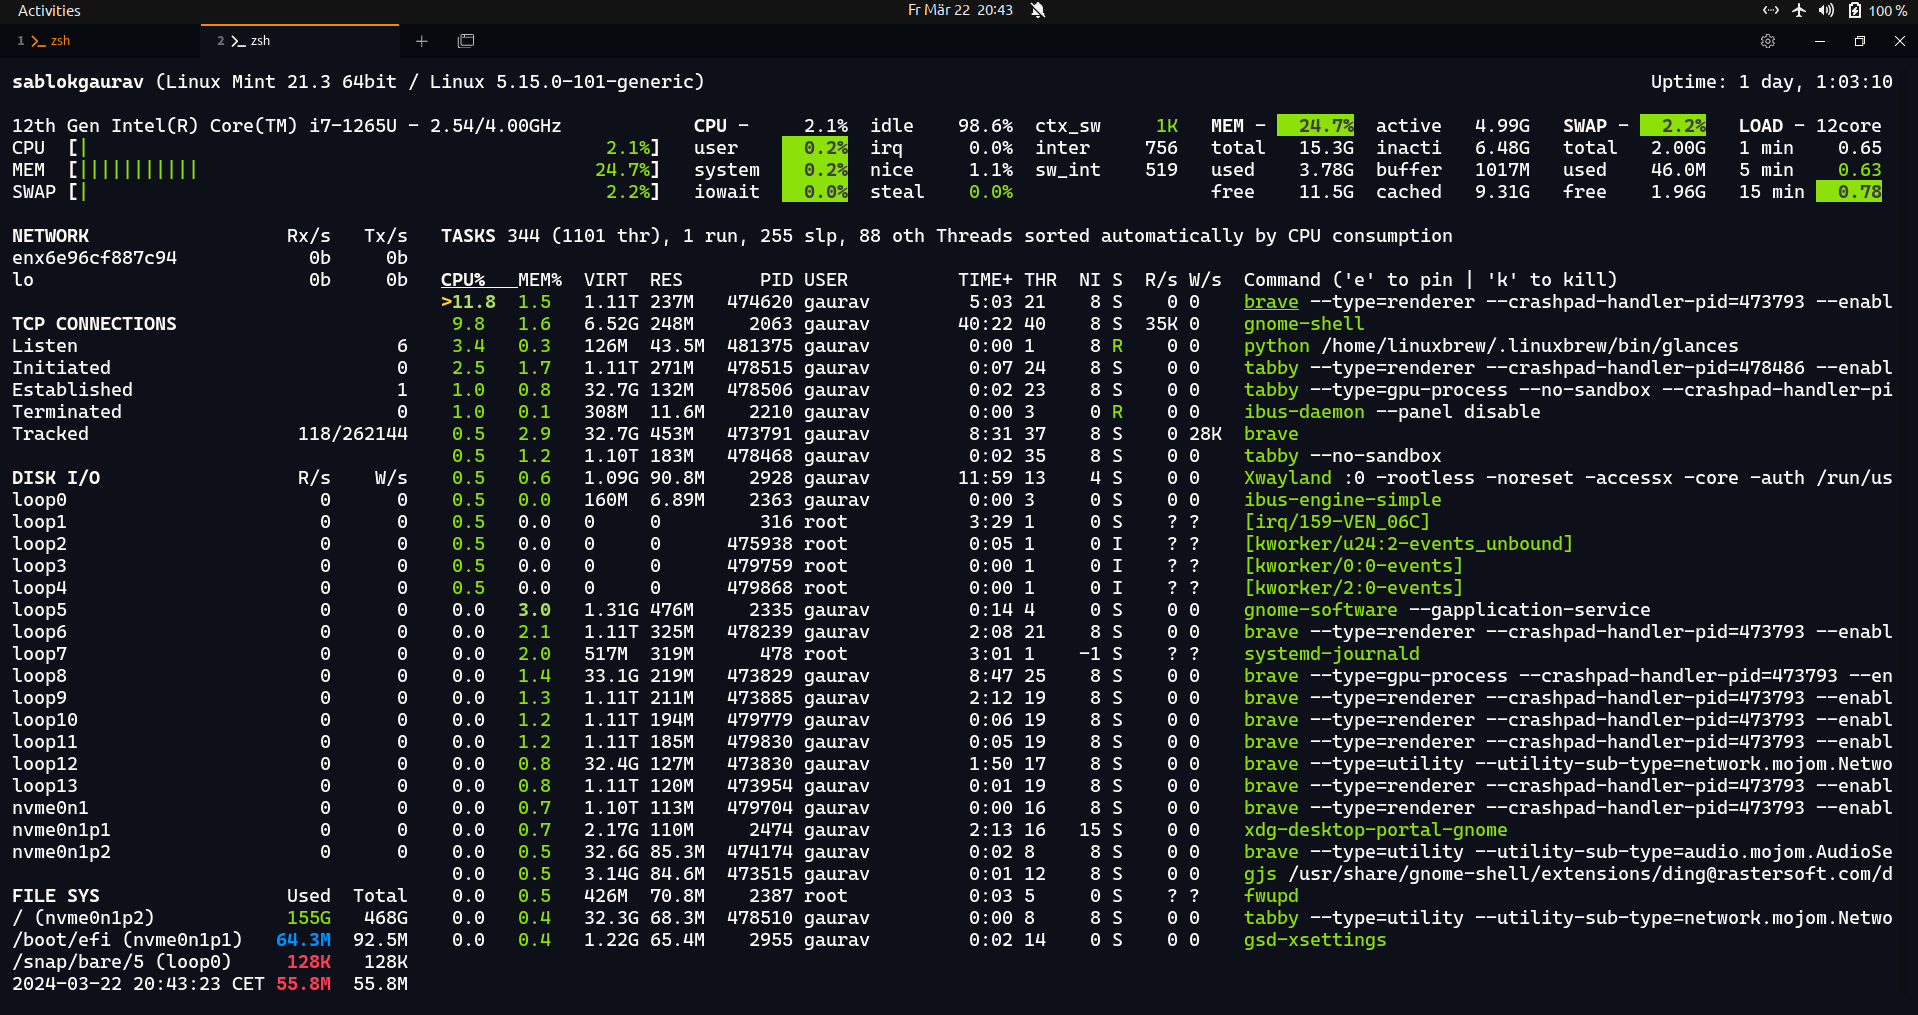 Activities Fr Mär 22 20:43 100 %
1 >_ zsh 2 >_ zsh +
sablokgaurav (Linux Mint 21.3 64bit / Linux 5.15.0-101-generic) Uptime: 1 day, 1:03:10
12th Gen Intel(R) Core(TM) i7-1265U - 2.54/4.00GHz CPU - 2.1% idle 98.6% ctx_sw 1K MEM - 24.7% active 4.99G SWAP - 2.2% LOAD - 12core
CPU [| 2.1%] user 0.2% irq 0.0% inter 756 total 15.3G inacti 6.48G total 2.00G 1 min 0.65
MEM [||||||||||| 24.7%] system 0.2% nice 1.1% sw_int 519 used 3.78G buffer 1017M used 46.0M 5 min 0.63
SWAP [| 2.2%] iowait 0.0% steal 0.0% free 11.5G cached 9.31G free 1.96G 15 min 0.78
NETWORK Rx/s Tx/s TASKS 344 (1101 thr), 1 run, 255 slp, 88 oth Threads sorted automatically by CPU consumption
enx6e96cf887c94 0b 0b
lo 0b 0b CPU% MEM% VIRT RES PID USER TIME+ THR NI S R/s W/s Command ('e' to pin | 'k' to kill)
>11.8 1.5 1.11T 237M 474620 gaurav 5:03 21 8 S 0 0 brave --type=renderer --crashpad-handler-pid=473793 --enabl
TCP CONNECTIONS 9.8 1.6 6.52G 248M 2063 gaurav 40:22 40 8 S 35K 0 gnome-shell
Listen 6 3.4 0.3 126M 43.5M 481375 gaurav 0:00 1 8 R 0 0 python /home/linuxbrew/.linuxbrew/bin/glances
Initiated 0 2.5 1.7 1.11T 271M 478515 gaurav 0:07 24 8 S 0 0 tabby --type=renderer --crashpad-handler-pid=478486 --enabl
Established 1 1.0 0.8 32.7G 132M 478506 gaurav 0:02 23 8 S 0 0 tabby --type=gpu-process --no-sandbox --crashpad-handler-pi
Terminated 0 1.0 0.1 308M 11.6M 2210 gaurav 0:00 3 0 R 0 0 ibus-daemon --panel disable
Tracked 118/262144 0.5 2.9 32.7G 453M 473791 gaurav 8:31 37 8 S 0 28K brave
0.5 1.2 1.10T 183M 478468 gaurav 0:02 35 8 S 0 0 tabby --no-sandbox
DISK I/O R/s W/s 0.5 0.6 1.09G 90.8M 2928 gaurav 11:59 13 4 S 0 0 Xwayland :0 -rootless -noreset -accessx -core -auth /run/us
loop0 0 0 0.5 0.0 160M 6.89M 2363 gaurav 0:00 3 0 S 0 0 ibus-engine-simple
loop1 0 0 0.5 0.0 0 0 316 root 3:29 1 0 S ? ? [irq/159-VEN_06C]
loop2 0 0 0.5 0.0 0 0 475938 root 0:05 1 0 I ? ? [kworker/u24:2-events_unbound]
loop3 0 0 0.5 0.0 0 0 479759 root 0:00 1 0 I ? ? [kworker/0:0-events]
loop4 0 0 0.5 0.0 0 0 479868 root 0:00 1 0 I ? ? [kworker/2:0-events]
loop5 0 0 0.0 3.0 1.31G 476M 2335 gaurav 0:14 4 0 S 0 0 gnome-software --gapplication-service
loop6 0 0 0.0 2.1 1.11T 325M 478239 gaurav 2:08 21 8 S 0 0 brave --type=renderer --crashpad-handler-pid=473793 --enabl
loop7 0 0 0.0 2.0 517M 319M 478 root 3:01 1 -1 S ? ? systemd-journald
loop8 0 0 0.0 1.4 33.1G 219M 473829 gaurav 8:47 25 8 S 0 0 brave --type=gpu-process --crashpad-handler-pid=473793 --en
loop9 0 0 0.0 1.3 1.11T 211M 473885 gaurav 2:12 19 8 S 0 0 brave --type=renderer --crashpad-handler-pid=473793 --enabl
loop10 0 0 0.0 1.2 1.11T 194M 479779 gaurav 0:06 19 8 S 0 0 brave --type=renderer --crashpad-handler-pid=473793 --enabl
loop11 0 0 0.0 1.2 1.11T 185M 479830 gaurav 0:05 19 8 S 0 0 brave --type=renderer --crashpad-handler-pid=473793 --enabl
loop12 0 0 0.0 0.8 32.4G 127M 473830 gaurav 1:50 17 8 S 0 0 brave --type=utility --utility-sub-type=network.mojom.Netwo
loop13 0 0 0.0 0.8 1.11T 120M 473954 gaurav 0:01 19 8 S 0 0 brave --type=renderer --crashpad-handler-pid=473793 --enabl
nvme0n1 0 0 0.0 0.7 1.10T 113M 479704 gaurav 0:00 16 8 S 0 0 brave --type=renderer --crashpad-handler-pid=473793 --enabl
nvme0n1p1 0 0 0.0 0.7 2.17G 110M 2474 gaurav 2:13 16 15 S 0 0 xdg-desktop-portal-gnome
nvme0n1p2 0 0 0.0 0.5 32.6G 85.3M 474174 gaurav 0:02 8 8 S 0 0 brave --type=utility --utility-sub-type=audio.mojom.AudioSe
0.0 0.5 3.14G 84.6M 473515 gaurav 0:01 12 8 S 0 0 gjs /usr/share/gnome-shell/extensions/ding@rastersoft.com/d
FILE SYS Used Total 0.0 0.5 426M 70.8M 2387 root 0:03 5 0 S ? ? fwupd
/ (nvme0n1p2) 155G 468G 0.0 0.4 32.3G 68.3M 478510 gaurav 0:00 8 8 S 0 0 tabby --type=utility --utility-sub-type=network.mojom.Netwo
/boot/efi (nvme0n1p1) 64.3M 92.5M 0.0 0.4 1.22G 65.4M 2955 gaurav 0:02 14 0 S 0 0 gsd-xsettings
/snap/bare/5 (loop0) 128K 128K
2024-03-22 20:43:23 CET 55.8M 55.8M